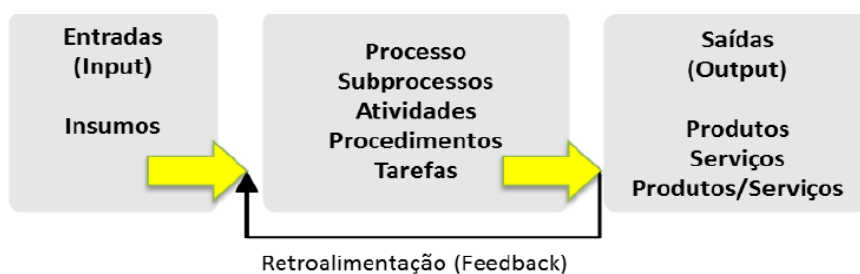 Entradas
(Input)
Insumos
Processo
Subprocessos
Atividades
Procedimentos
Tarefas
Saídas
(Output)
Produtos
Serviços
Produtos/Serviços
Retroalimentação (Feedback)